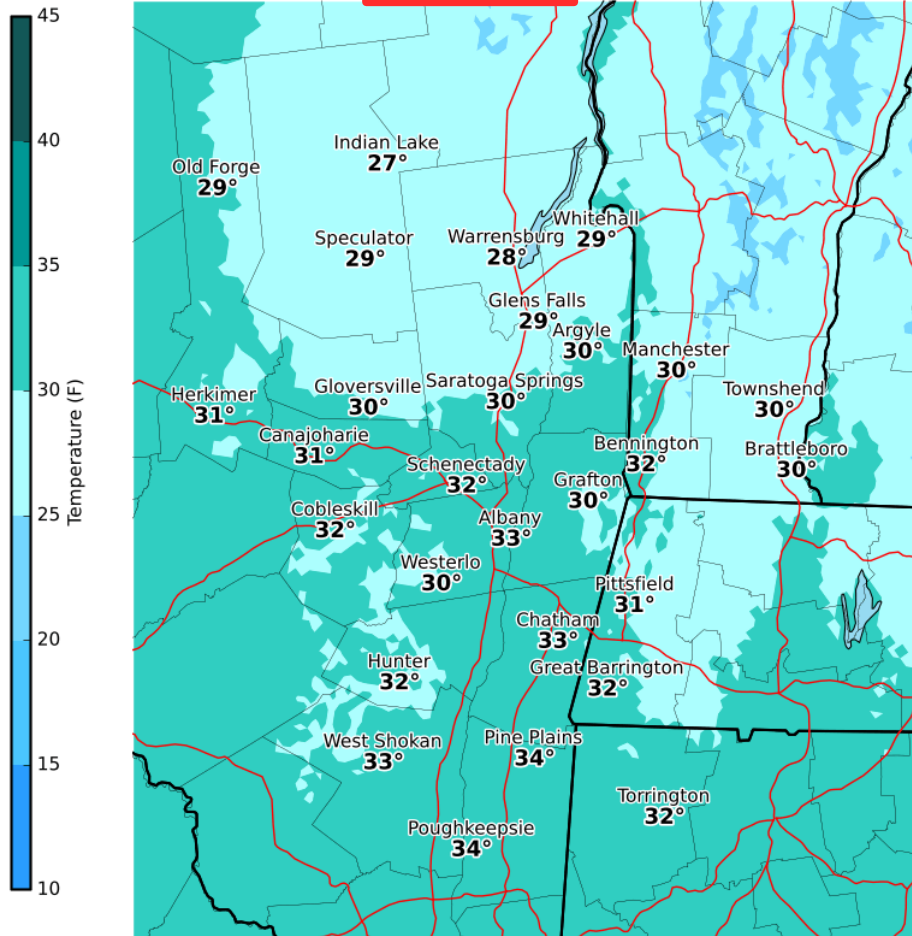 45
40
35
30
25
20
15
10
Temperature (F)
Indian Lake
27°
Old Forge
29°
Whitehall
29°
Speculator
29°
Warrensburg
28°
Glens Falls
29°
Argyle
30°
Manchester
30°
Gloversville
30°
Saratoga Springs
30°
Townshend
30°
Herkimer
31°
Canajoharie
31°
Bennington
32°
Brattleboro
30°
Schenectady
32°
Grafton
30°
Cobleskill
32°
Albany
33°
Westerlo
30°
Pittsfield
31°
Chatham
33°
Hunter
32°
Great Barrington
32°
West Shokan
33°
Pine Plains
34°
Torrington
32°
Poughkeepsie
34°